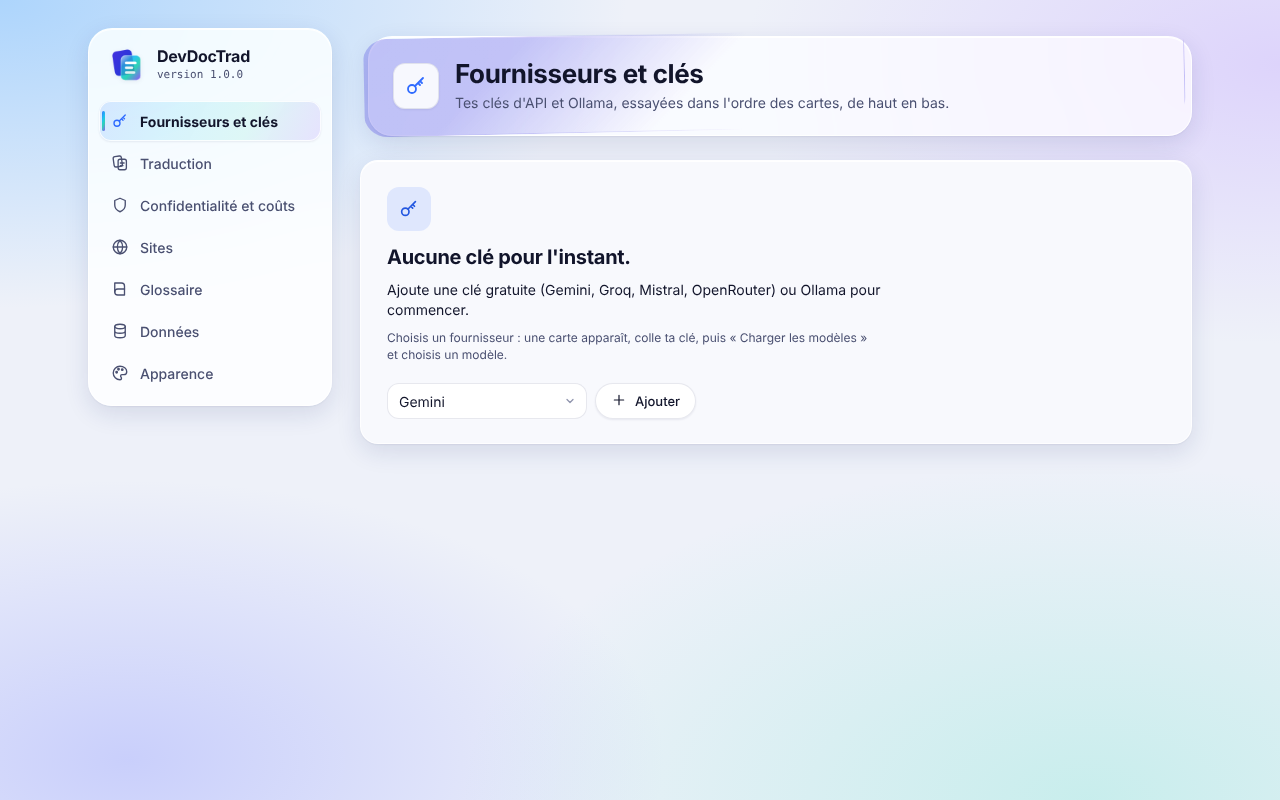 DevDocTrad
version 1.0.0
Fournisseurs et clés
Traduction
Confidentialité et coûts
Sites
Glossaire
Données
Apparence
Fournisseurs et clés
Tes clés d'API et Ollama, essayées dans l'ordre des cartes, de haut en bas.
Aucune clé pour l'instant.
Ajoute une clé gratuite (Gemini, Groq, Mistral, OpenRouter) ou Ollama pour
commencer.
Choisis un fournisseur : une carte apparaît, colle ta clé, puis « Charger les modèles »
et choisis un modèle.
Gemini
Ajouter